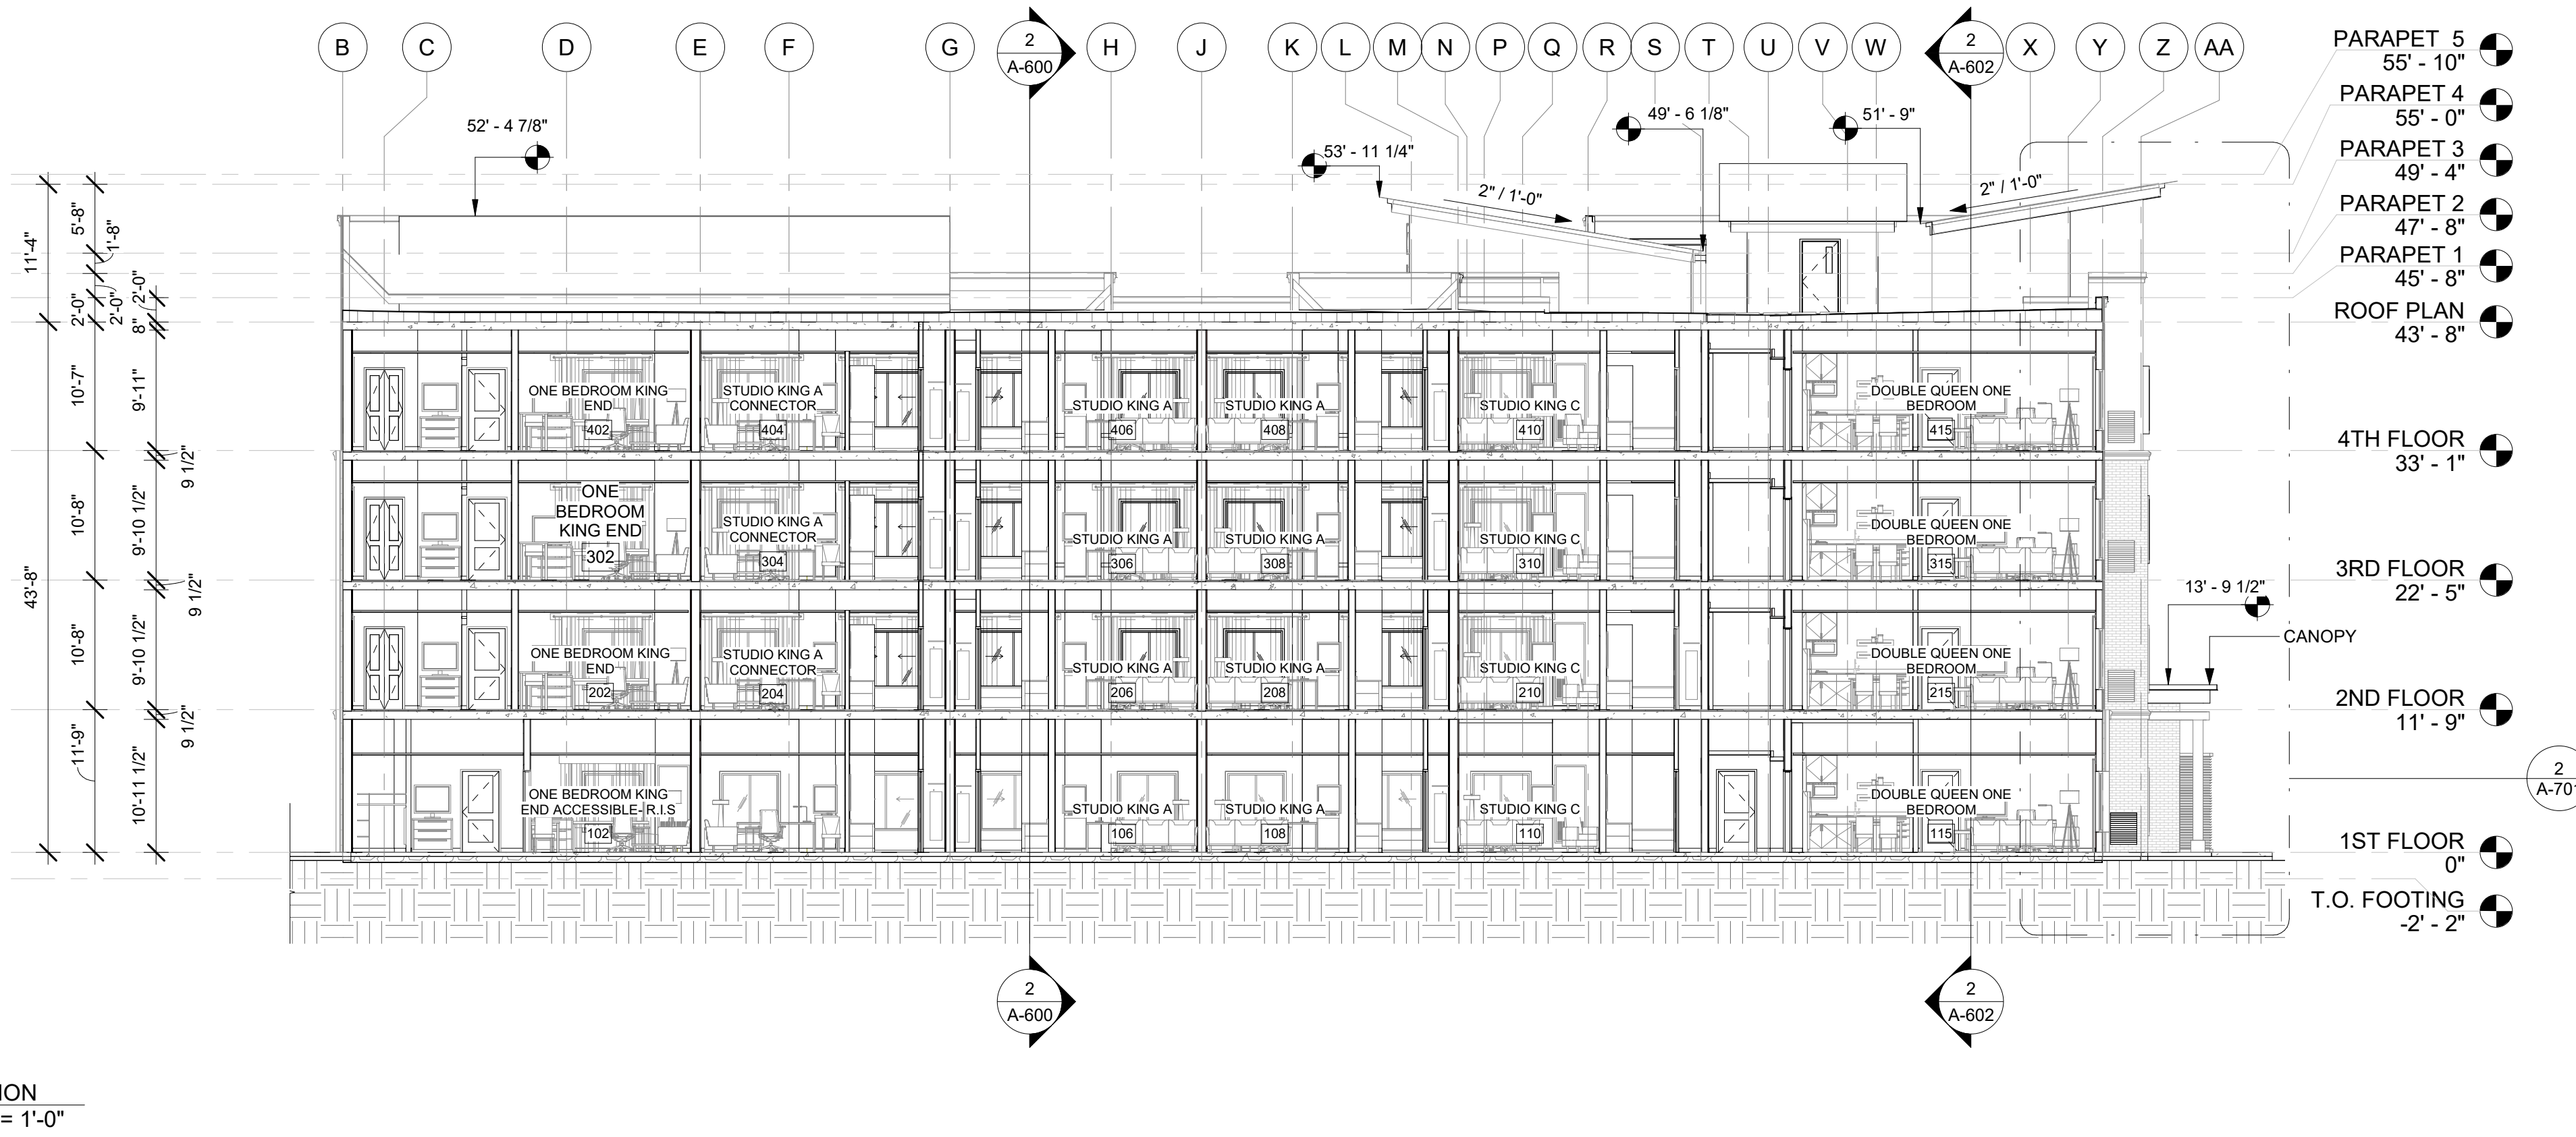 B C D E F G H J K L M N P Q R S T U V W X Y Z AA
2
A-600
2
A-602
PARAPET 5
55' - 10"
PARAPET 4
55' - 0"
PARAPET 3
49' - 4"
PARAPET 2
47' - 8"
PARAPET 1
45' - 8"
ROOF PLAN
43' - 8"
4TH FLOOR
33' - 1"
3RD FLOOR
22' - 5"
2ND FLOOR
11' - 9"
1ST FLOOR
0"
T.O. FOOTING
-2' - 2"
52' - 4 7/8"
53' - 11 1/4"
49' - 6 1/8"
51' - 9"
2" / 1'-0"
2" / 1'-0"
13' - 9 1/2"
CANOPY
2
A-701
11'-4"
43'-8"
5'-8"
1'-8"
2'-0"
2'-0"
2'-0"
8"
10'-7"
9'-11"
9 1/2"
10'-8"
9'-10 1/2"
9 1/2"
10'-8"
9'-10 1/2"
9 1/2"
11'-9"
10'-11 1/2"
ONE BEDROOM KING
END
402
STUDIO KING A
CONNECTOR
404
STUDIO KING A
406
STUDIO KING A
408
STUDIO KING C
410
DOUBLE QUEEN ONE
BEDROOM
415
ONE
BEDROOM
KING END
302
STUDIO KING A
CONNECTOR
304
STUDIO KING A
306
STUDIO KING A
308
STUDIO KING C
310
DOUBLE QUEEN ONE
BEDROOM
315
ONE BEDROOM KING
END
202
STUDIO KING A
CONNECTOR
204
STUDIO KING A
206
STUDIO KING A
208
STUDIO KING C
210
DOUBLE QUEEN ONE
BEDROOM
215
ONE BEDROOM KING
END ACCESSIBLE- R.I.S
102
STUDIO KING A
106
STUDIO KING A
108
STUDIO KING C
110
DOUBLE QUEEN ONE
BEDROOM
115
2
A-600
2
A-602
ION
= 1'-0"